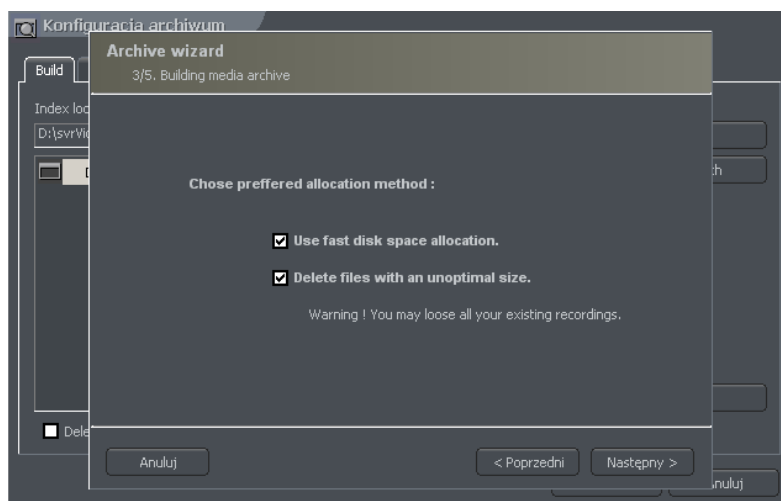 Konfiguracja archiwum
Archive wizard
3/5. Building media archive
Build
Index loc
D:\svrVid
Chose preffered allocation method :
Use fast disk space allocation.
Delete files with an unoptimal size.
Warning ! You may loose all your existing recordings.
Dele
Anuluj
< Poprzedni
Następny >
nuluj